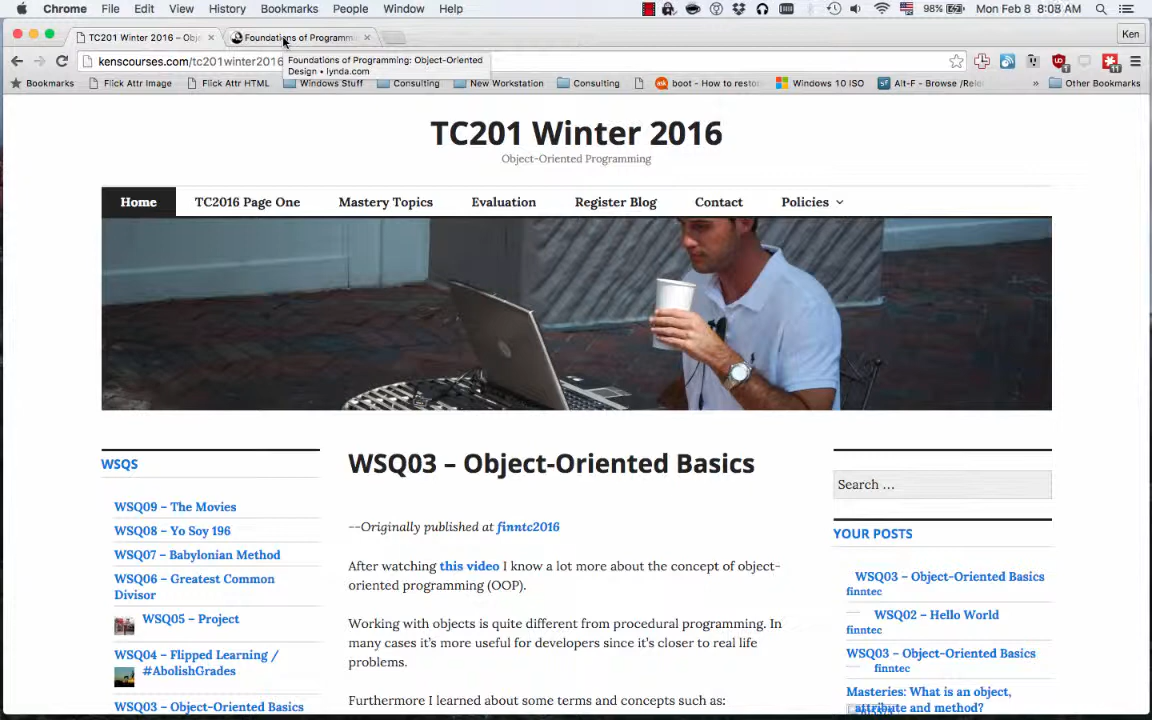 Chrome File Edit View History Bookmarks People Window Help 98% Mon Feb 8 8:08 AM
TC201 Winter 2016 – Obj Foundations of Programm Ken
kenscourses.com/tc201winter2016
Foundations of Programming: Object-Oriented
Design • lynda.com
Bookmarks Flick Attr Image Flick Attr HTML Windows Stuff Consulting New Workstation Consulting boot - How to resto Windows 10 ISO Alt-F - Browse /Rele » Other Bookmarks
TC201 Winter 2016
Object-Oriented Programming
Home TC2016 Page One Mastery Topics Evaluation Register Blog Contact Policies
WSQS
WSQ09 – The Movies
WSQ08 – Yo Soy 196
WSQ07 – Babylonian Method
WSQ06 – Greatest Common
Divisor
WSQ05 – Project
WSQ04 – Flipped Learning /
#AbolishGrades
WSQ03 – Object-Oriented Basics
WSQ03 – Object-Oriented Basics
--Originally published at finntc2016
After watching this video I know a lot more about the concept of object-
oriented programming (OOP).
Working with objects is quite different from procedural programming. In
many cases it's more useful for developers since it's closer to real life
problems.
Furthermore I learned about some terms and concepts such as:
Search ...
YOUR POSTS
WSQ03 – Object-Oriented Basics
finntec
WSQ02 – Hello World
finntec
WSQ03 – Object-Oriented Basics
finntec
Masteries: What is an object,
attribute and method?